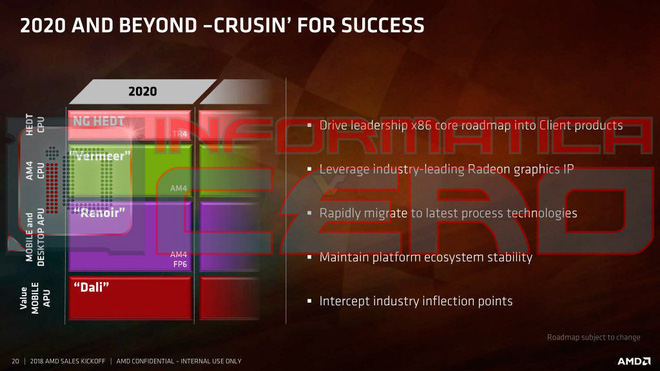 2020 AND BEYOND –CRUSIN’ FOR SUCCESS
2020
HEDT
CPU
NG HEDT
TR4
AM4
CPU
“Vermeer”
AM4
MOBILE and
DESKTOP APU
“Renoir”
AM4
FP6
Value
MOBILE
APU
“Dali”
▪ Drive leadership x86 core roadmap into Client products
▪ Leverage industry-leading Radeon graphics IP
▪ Rapidly migrate to latest process technologies
▪ Maintain platform ecosystem stability
▪ Intercept industry inflection points
INFORMATICA
CERO
Roadmap subject to change
20 | 2018 AMD SALES KICKOFF | AMD CONFIDENTIAL – INTERNAL USE ONLY
AMD